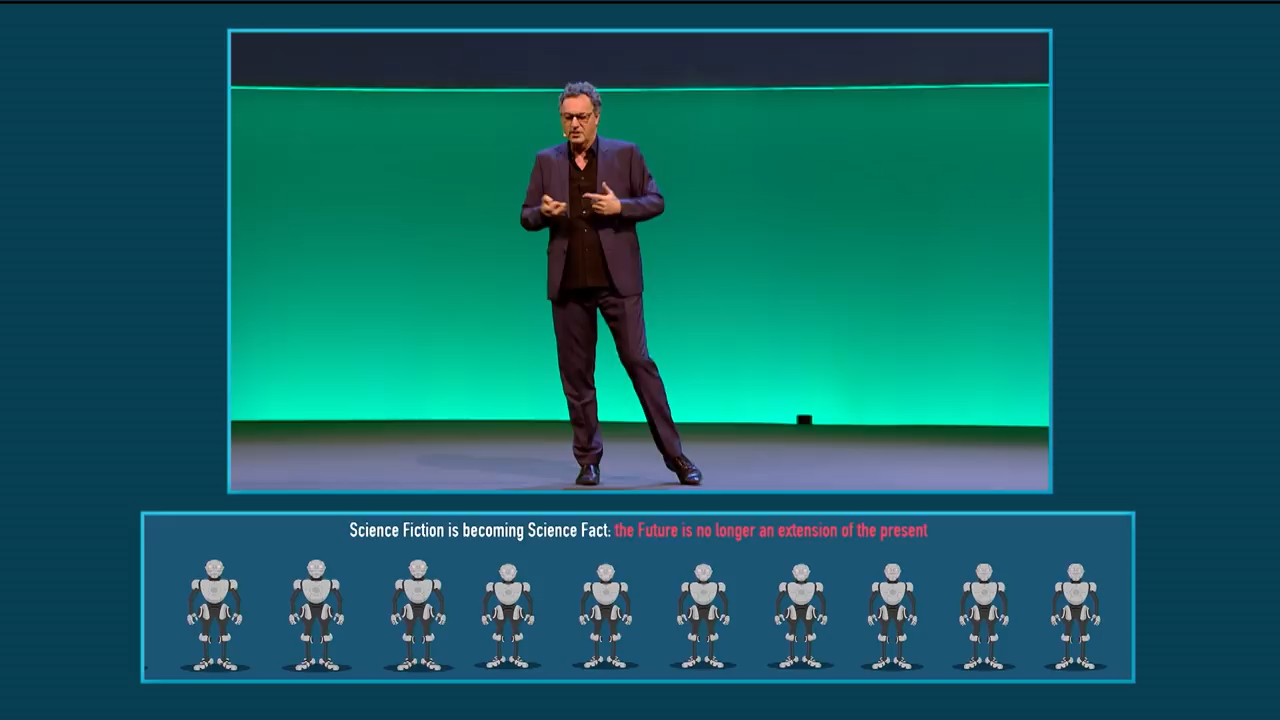 Science Fiction is becoming Science Fact: the Future is no longer an extension of the present